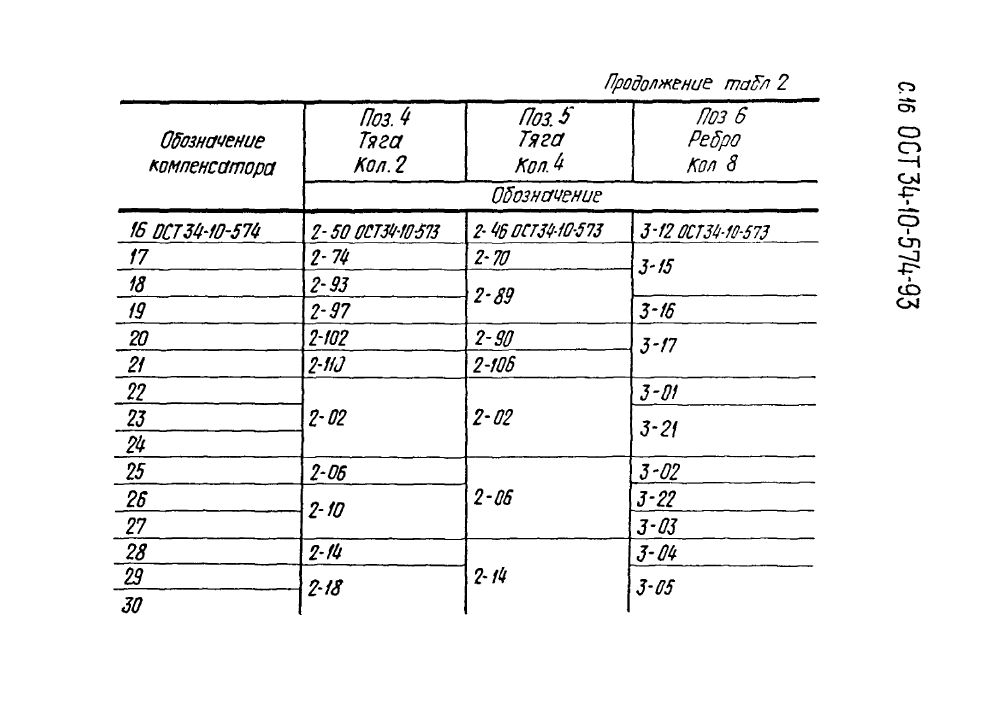 Продолжение табл 2
Обозначение компенсатора
Поз. 4 Тяга Кол. 2
Поз. 5 Тяга Кол. 4
Поз 6 Ребро Кол 8
Обозначение
16 ОСТ 34-10-574 2-50 ОСТ34-10-573 2-46 ОСТ34-10-573 3-12 ОСТ34-10-573
17 2-74 2-70 3-15
18 2-93 2-89
19 2-97 3-16
20 2-102 2-90 3-17
21 2-110 2-106
22 2-02 2-02 3-01
23 3-21
24
25 2-06 2-06 3-02
26 2-10 3-22
27 3-03
28 2-14 2-14 3-04
29 2-18 3-05
30
С.16 ОСТ 34-10-574-93